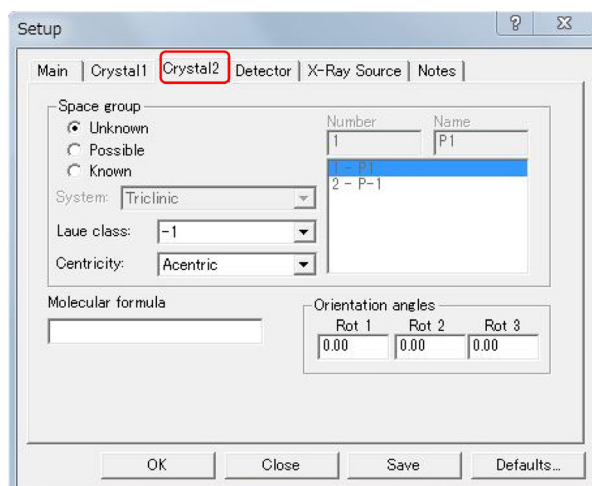 Setup
Main Crystal1 Crystal2 Detector X-Ray Source Notes
Space group
Unknown
Possible
Known
Number Name
1 P1
1 - P1
2 - P-1
System: Triclinic
Laue class: -1
Centricity: Acentric
Molecular formula
Orientation angles
Rot 1 Rot 2 Rot 3
0.00 0.00 0.00
OK Close Save Defaults...